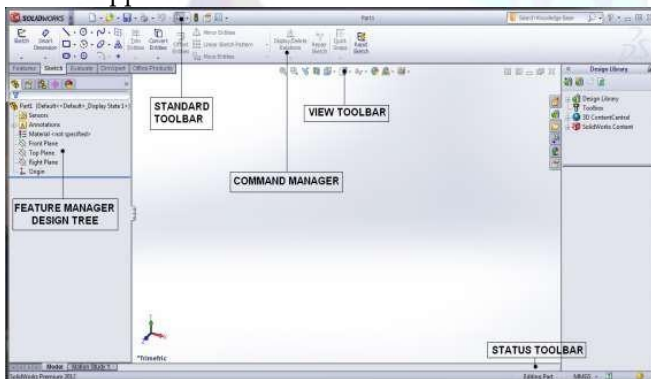 SOLIDWORKS
Part1
Search Knowledge Base
Sketch
Smart Dimension
Trim Entities
Convert Entities
Offset Entities
Mirror Entities
Linear Sketch Pattern
Move Entities
Display/Delete Relations
Repair Sketch
Quick Snaps
Rapid Sketch
Features Sketch Evaluate DimXpert Office Products
Design Library
Part1 (Default<<Default>_Display State 1>)
Sensors
Annotations
Material <not specified>
Front Plane
Top Plane
Right Plane
Origin
Design Library
Toolbox
3D ContentCentral
SolidWorks Content
STANDARD
TOOLBAR
VIEW TOOLBAR
COMMAND MANAGER
FEATURE MANAGER
DESIGN TREE
*Trimetric
STATUS TOOLBAR
Model Motion Study 1
SolidWorks Premium 2012
Editing Part
MMGS